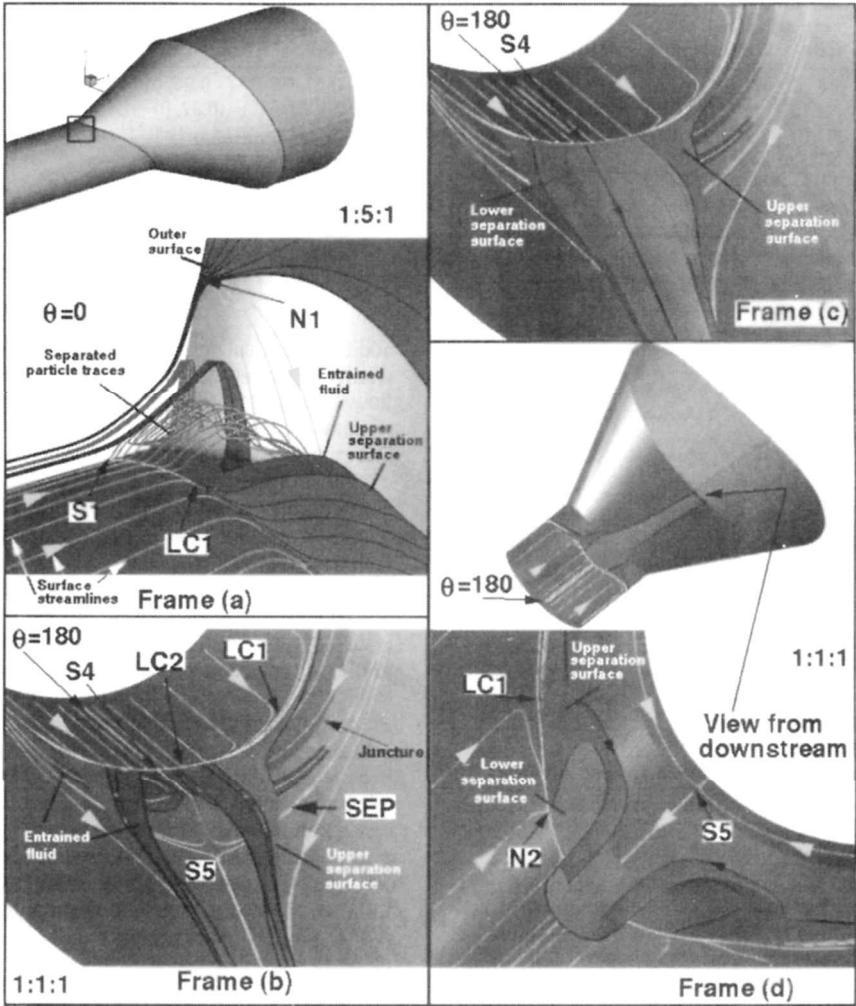 1:5:1
Outer
surface
N1
θ=0
Separated
particle traces
Entrained
fluid
Upper
separation
surface
S1
LC1
Surface
streamlines
Frame (a)
θ=180
S4
LC2
LC1
Juncture
SEP
Entrained
fluid
S5
Upper
separation
surface
1:1:1
Frame (b)
θ=180
S4
Lower
separation
surface
Upper
separation
surface
Frame (c)
θ=180
1:1:1
Upper
separation
surface
LC1
View from
downstream
Lower
separation
surface
S5
N2
Frame (d)